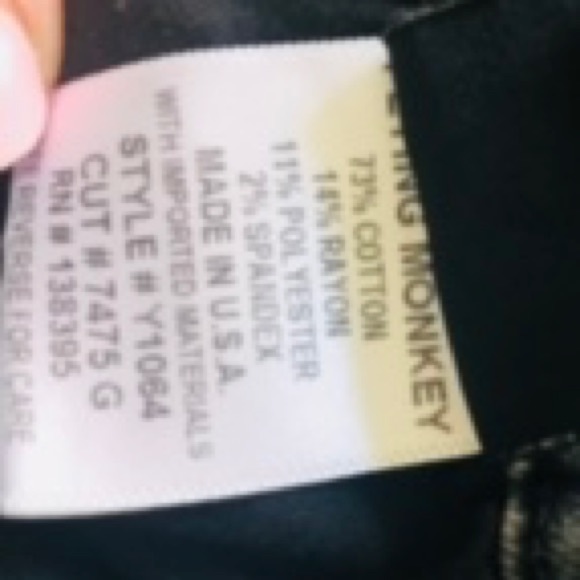 MONKEY
73% COTTON
14% RAYON
11% POLYESTER
2% SPANDEX
MADE IN U.S.A.
WITH IMPORTED MATERIALS
STYLE # Y1064
CUT # 7475 G
RN # 138395
REVERSE FOR CARE